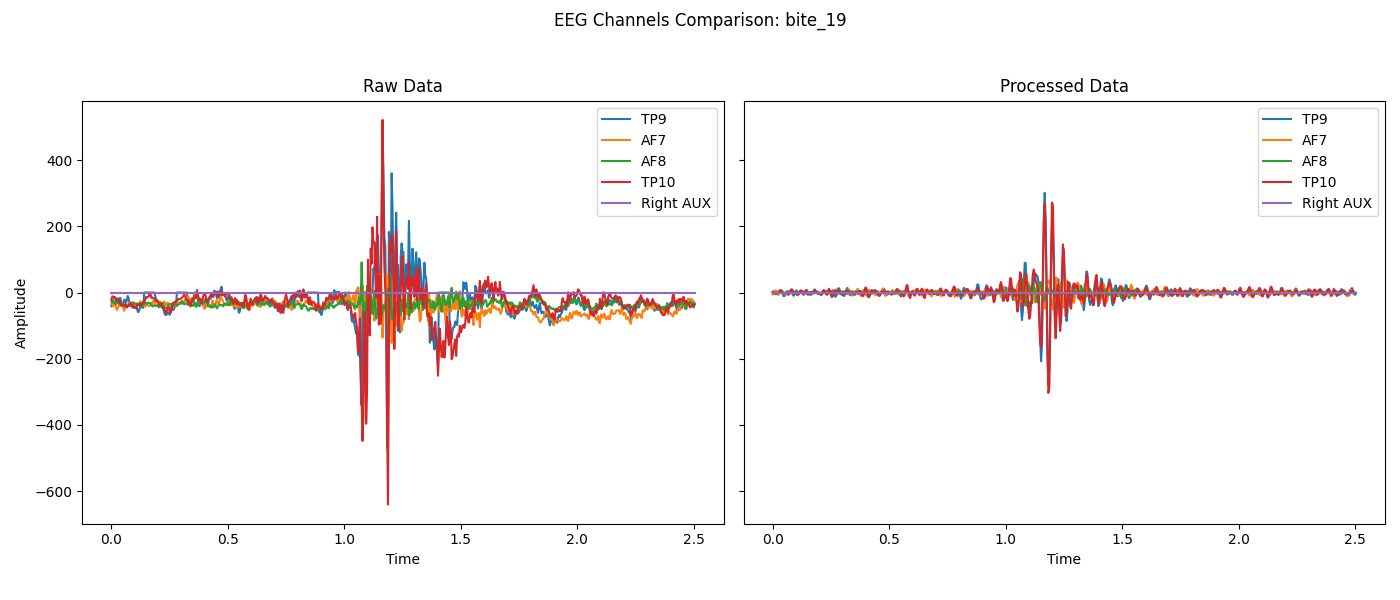 EEG Channels Comparison: bite_19
Raw Data
Processed Data
TP9
AF7
AF8
TP10
Right AUX
TP9
AF7
AF8
TP10
Right AUX
400
200
0
−200
−400
−600
Amplitude
0.0 0.5 1.0 1.5 2.0 2.5
0.0 0.5 1.0 1.5 2.0 2.5
Time
Time